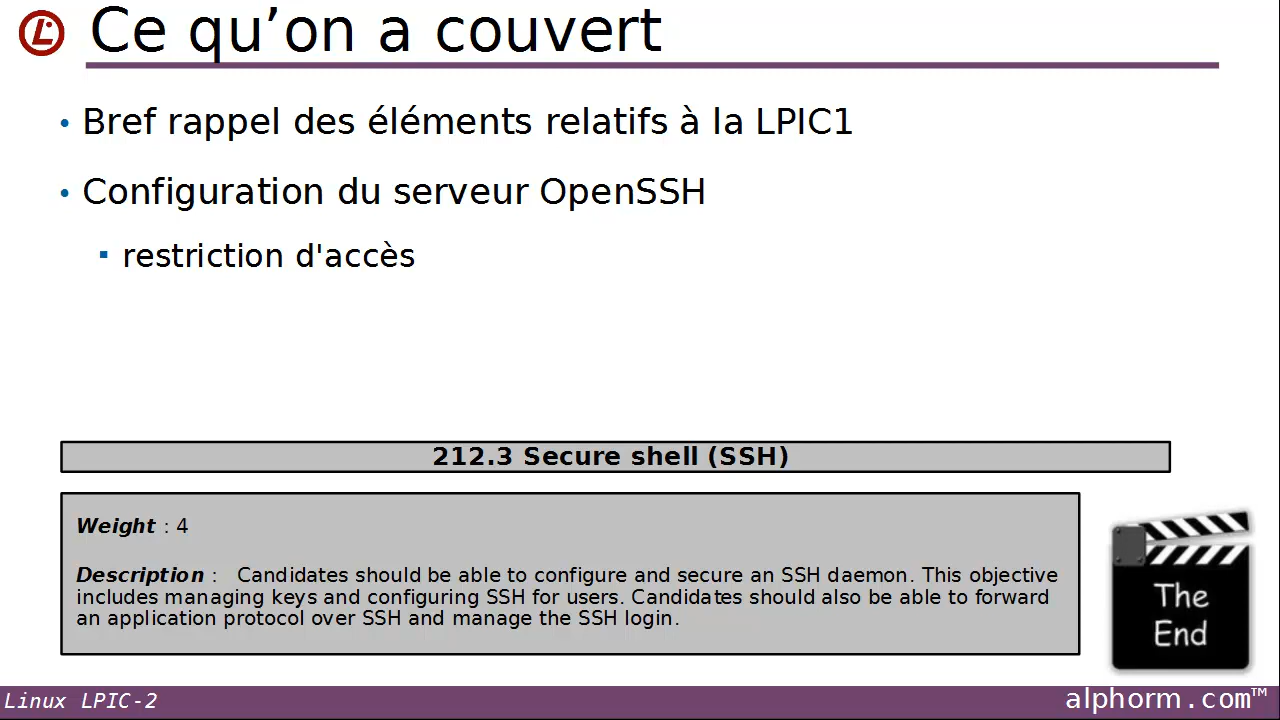 Ce qu’on a couvert
• Bref rappel des éléments relatifs à la LPIC1
• Configuration du serveur OpenSSH
▪ restriction d'accès
212.3 Secure shell (SSH)
Weight : 4
Description : Candidates should be able to configure and secure an SSH daemon. This objective
includes managing keys and configuring SSH for users. Candidates should also be able to forward
an application protocol over SSH and manage the SSH login.
The
End
Linux LPIC-2
alphorm.com™